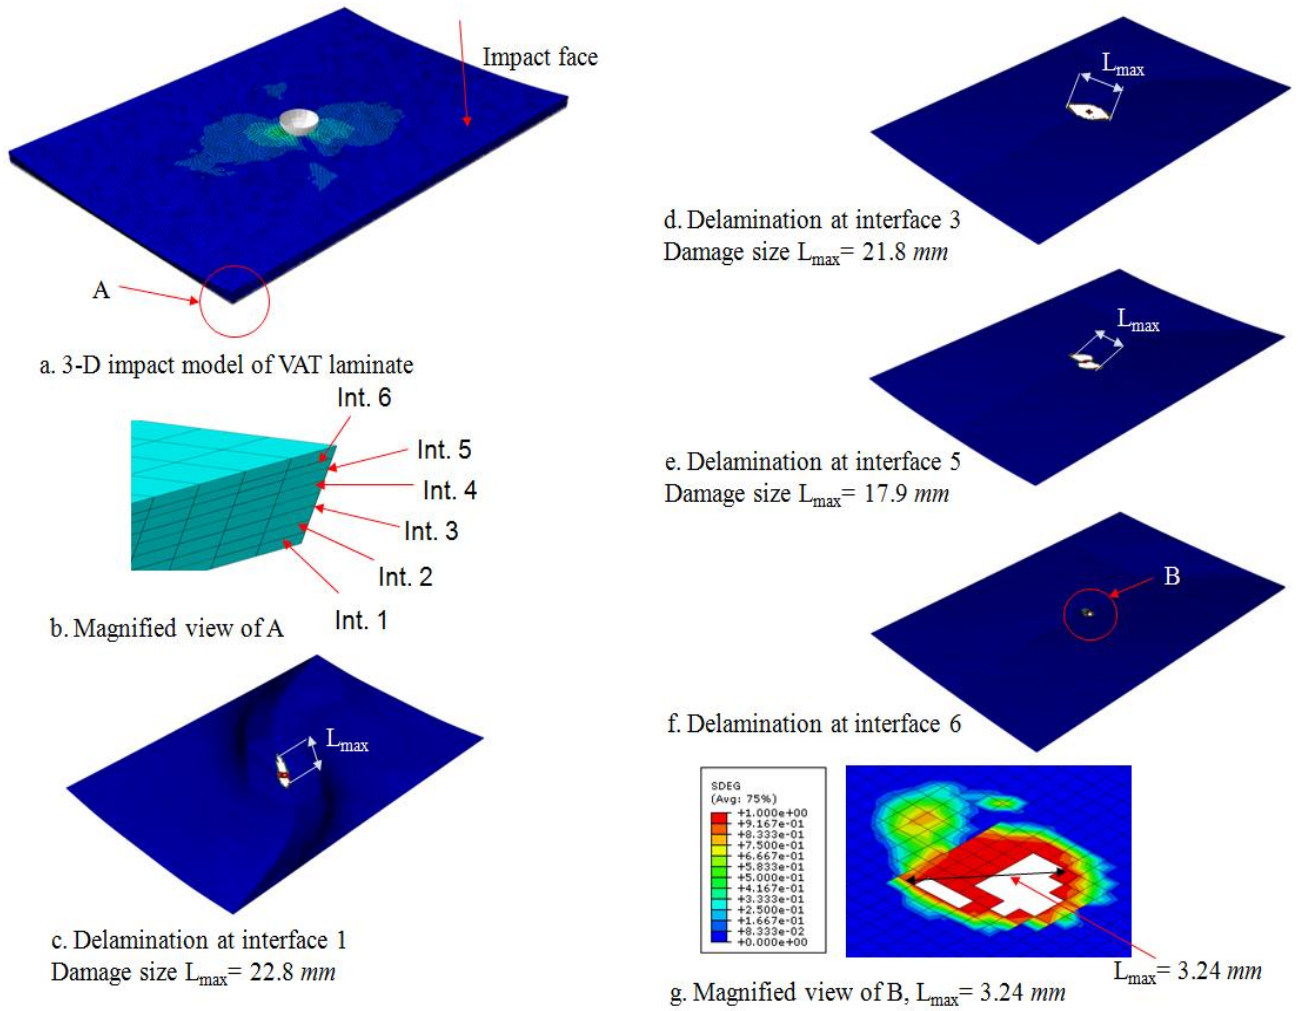 Impact face
A
a. 3-D impact model of VAT laminate
Int. 6
Int. 5
Int. 4
Int. 3
Int. 2
Int. 1
b. Magnified view of A
Lmax
c. Delamination at interface 1
Damage size Lmax= 22.8 mm
Lmax
d. Delamination at interface 3
Damage size Lmax= 21.8 mm
Lmax
e. Delamination at interface 5
Damage size Lmax= 17.9 mm
B
f. Delamination at interface 6
SDEG
(Avg: 75%)
+1.000e+00
+9.167e-01
+8.333e-01
+7.500e-01
+6.667e-01
+5.833e-01
+5.000e-01
+4.167e-01
+3.333e-01
+2.500e-01
+1.667e-01
+8.333e-02
+0.000e+00
Lmax= 3.24 mm
g. Magnified view of B, Lmax= 3.24 mm